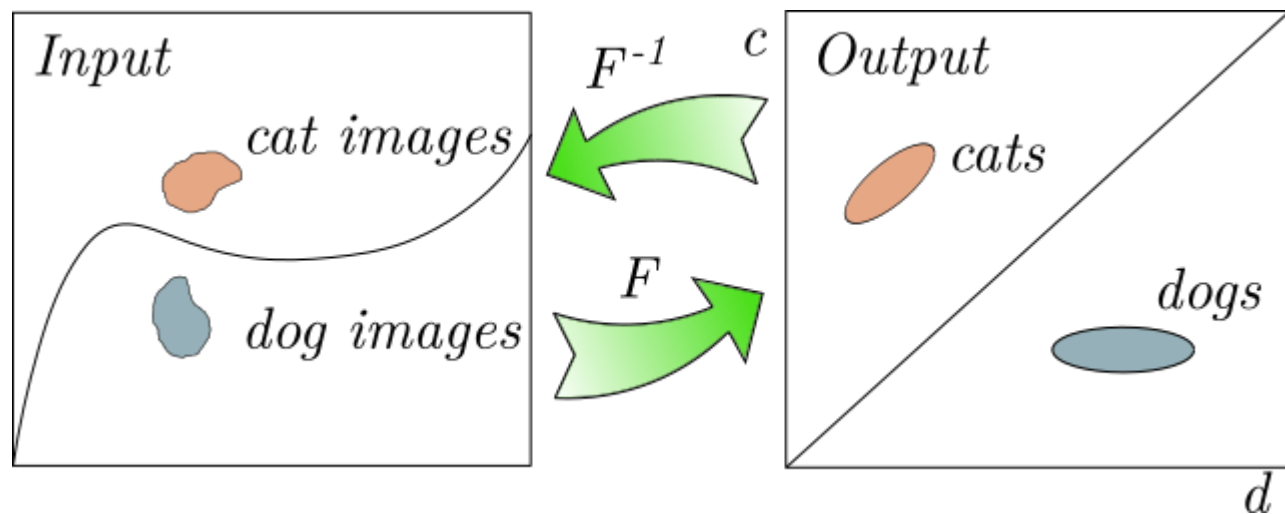 Input
cat images
dog images
F⁻¹
F
c
Output
cats
dogs
d